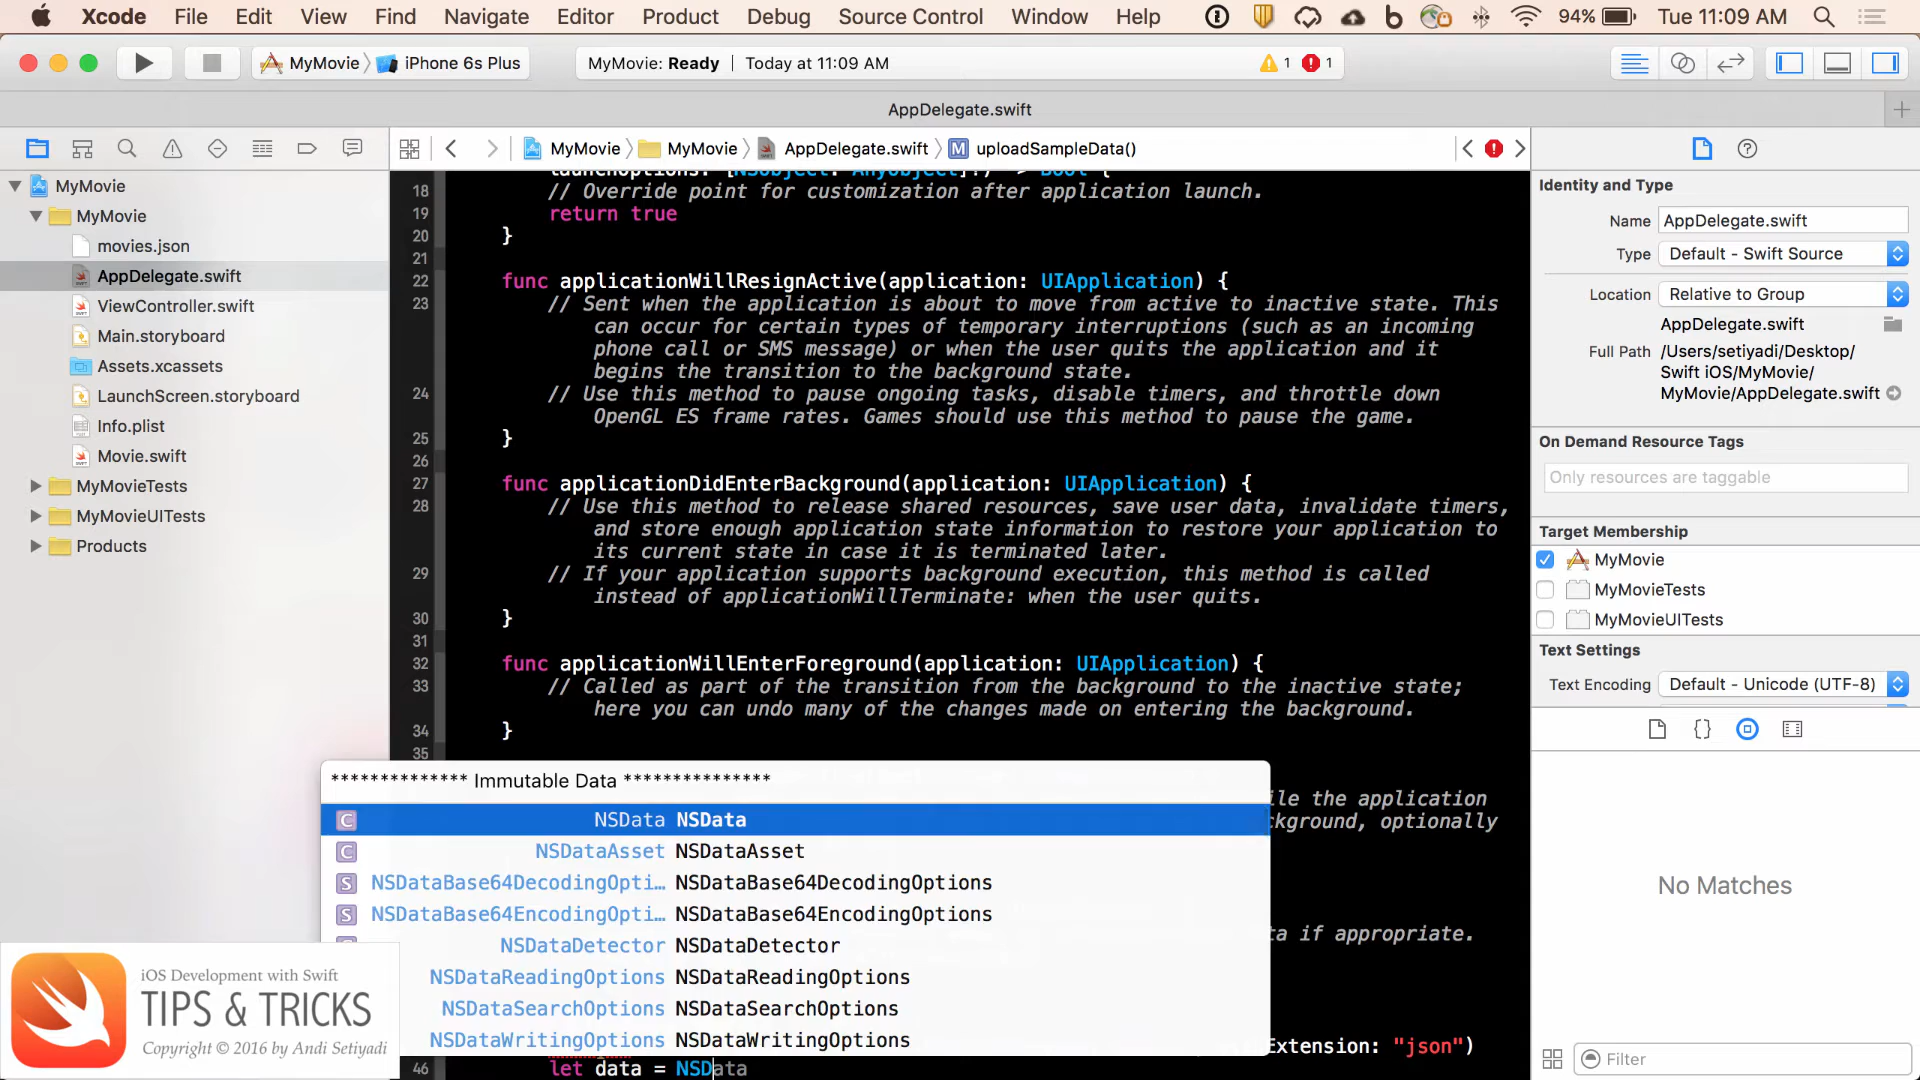 Xcode File Edit View Find Navigate Editor Product Debug Source Control Window Help 94% Tue 11:09 AM
MyMovie iPhone 6s Plus MyMovie: Ready | Today at 11:09 AM 1 1
AppDelegate.swift
MyMovie MyMovie AppDelegate.swift M uploadSampleData()
MyMovie
MyMovie
movies.json
AppDelegate.swift
ViewController.swift
Main.storyboard
Assets.xcassets
LaunchScreen.storyboard
Info.plist
Movie.swift
MyMovieTests
MyMovieUITests
Products
launchOptions: [NSObject: AnyObject]?) -> Bool {
18 // Override point for customization after application launch.
19 return true
20 }
21
22 func applicationWillResignActive(application: UIApplication) {
23 // Sent when the application is about to move from active to inactive state. This
can occur for certain types of temporary interruptions (such as an incoming
phone call or SMS message) or when the user quits the application and it
begins the transition to the background state.
24 // Use this method to pause ongoing tasks, disable timers, and throttle down
OpenGL ES frame rates. Games should use this method to pause the game.
25 }
26
27 func applicationDidEnterBackground(application: UIApplication) {
28 // Use this method to release shared resources, save user data, invalidate timers,
and store enough application state information to restore your application to
its current state in case it is terminated later.
29 // If your application supports background execution, this method is called
instead of applicationWillTerminate: when the user quits.
30 }
31
32 func applicationWillEnterForeground(application: UIApplication) {
33 // Called as part of the transition from the background to the inactive state;
here you can undo many of the changes made on entering the background.
34 }
35
************** Immutable Data ***************
C NSData NSData
C NSDataAsset NSDataAsset
S NSDataBase64DecodingOpti... NSDataBase64DecodingOptions
S NSDataBase64EncodingOpti... NSDataBase64EncodingOptions
NSDataDetector NSDataDetector
NSDataReadingOptions NSDataReadingOptions
NSDataSearchOptions NSDataSearchOptions
NSDataWritingOptions NSDataWritingOptions
ile the application
ckground, optionally
ta if appropriate.
Extension: "json")
46 let data = NSData
Identity and Type
Name AppDelegate.swift
Type Default - Swift Source
Location Relative to Group
AppDelegate.swift
Full Path /Users/setiyadi/Desktop/
Swift iOS/MyMovie/
MyMovie/AppDelegate.swift
On Demand Resource Tags
Only resources are taggable
Target Membership
MyMovie
MyMovieTests
MyMovieUITests
Text Settings
Text Encoding Default - Unicode (UTF-8)
No Matches
Filter
iOS Development with Swift
TIPS & TRICKS
Copyright © 2016 by Andi Setiyadi